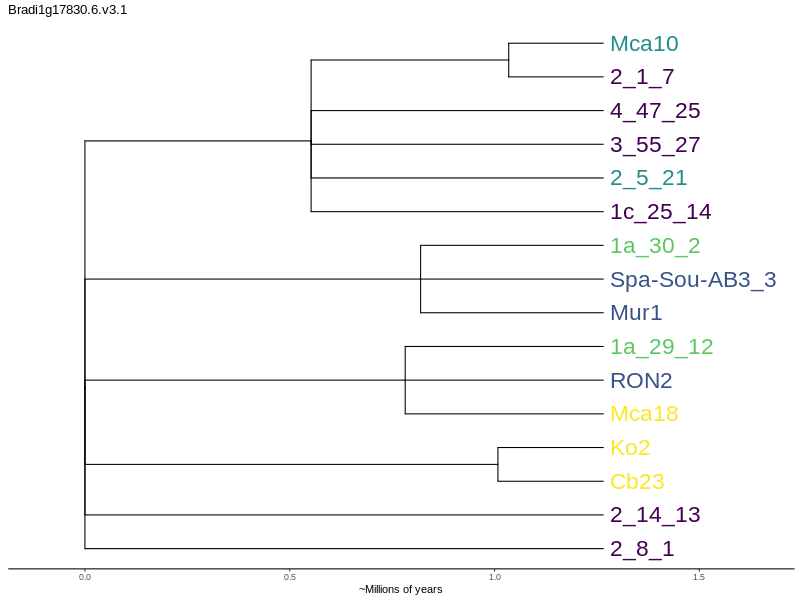 Bradi1g17830.6.v3.1
Mca10
2_1_7
4_47_25
3_55_27
2_5_21
1c_25_14
1a_30_2
Spa-Sou-AB3_3
Mur1
1a_29_12
RON2
Mca18
Ko2
Cb23
2_14_13
2_8_1
0.0 0.5 1.0 1.5
~Millions of years